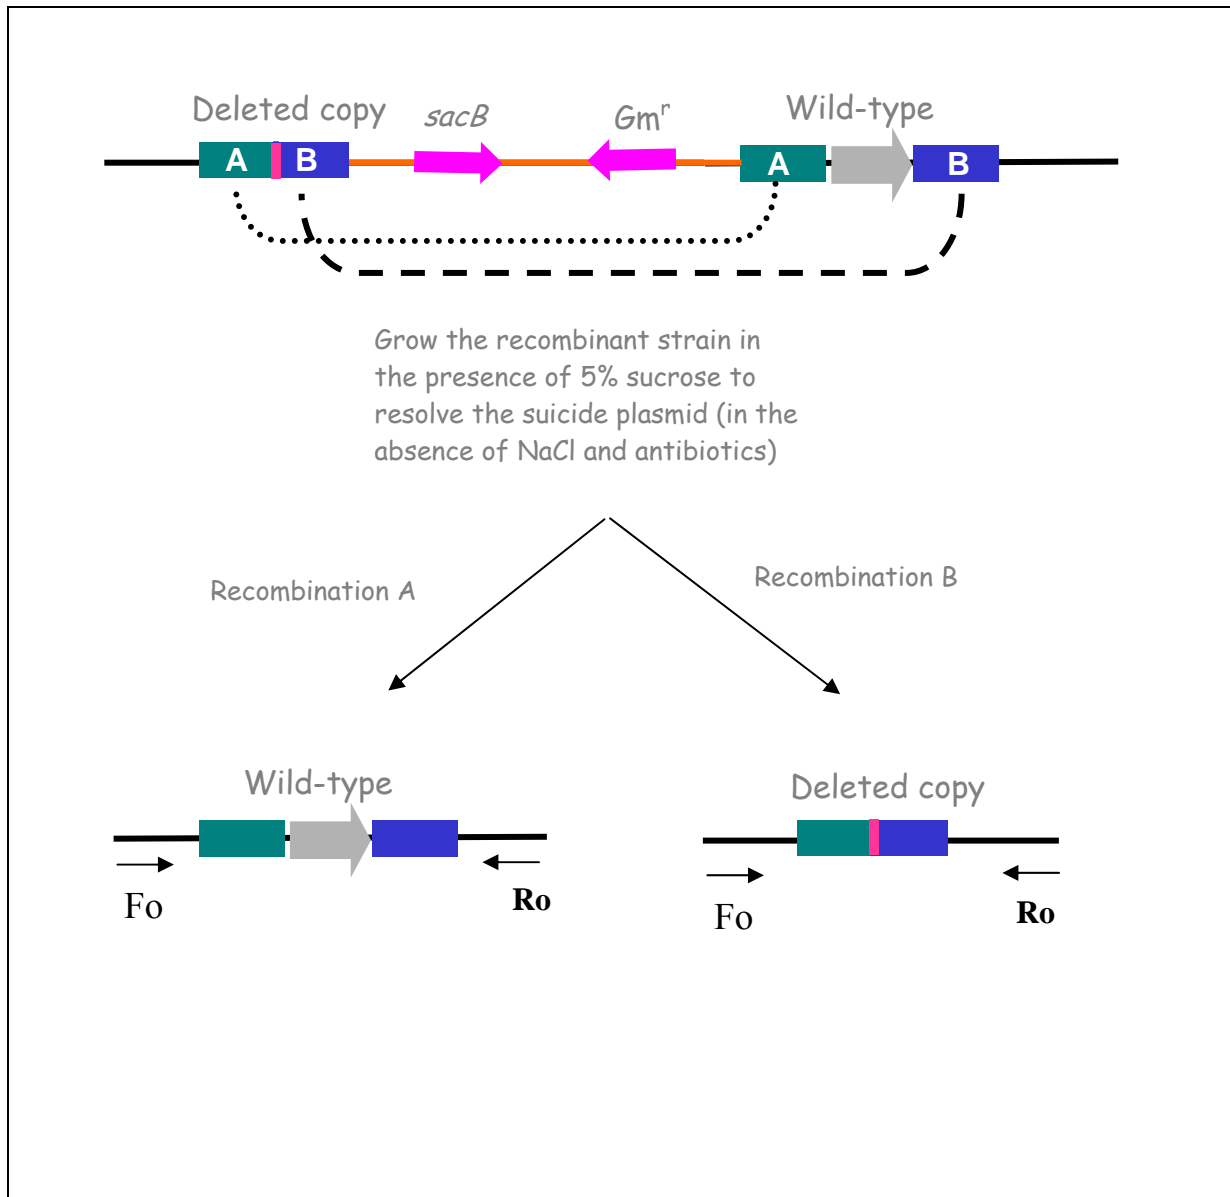 Deleted copy
sacB
Gmʳ
Wild-type
A
B
A
B
Grow the recombinant strain in
the presence of 5% sucrose to
resolve the suicide plasmid (in the
absence of NaCl and antibiotics)
Recombination A
Recombination B
Wild-type
Deleted copy
Fo
Ro
Fo
Ro